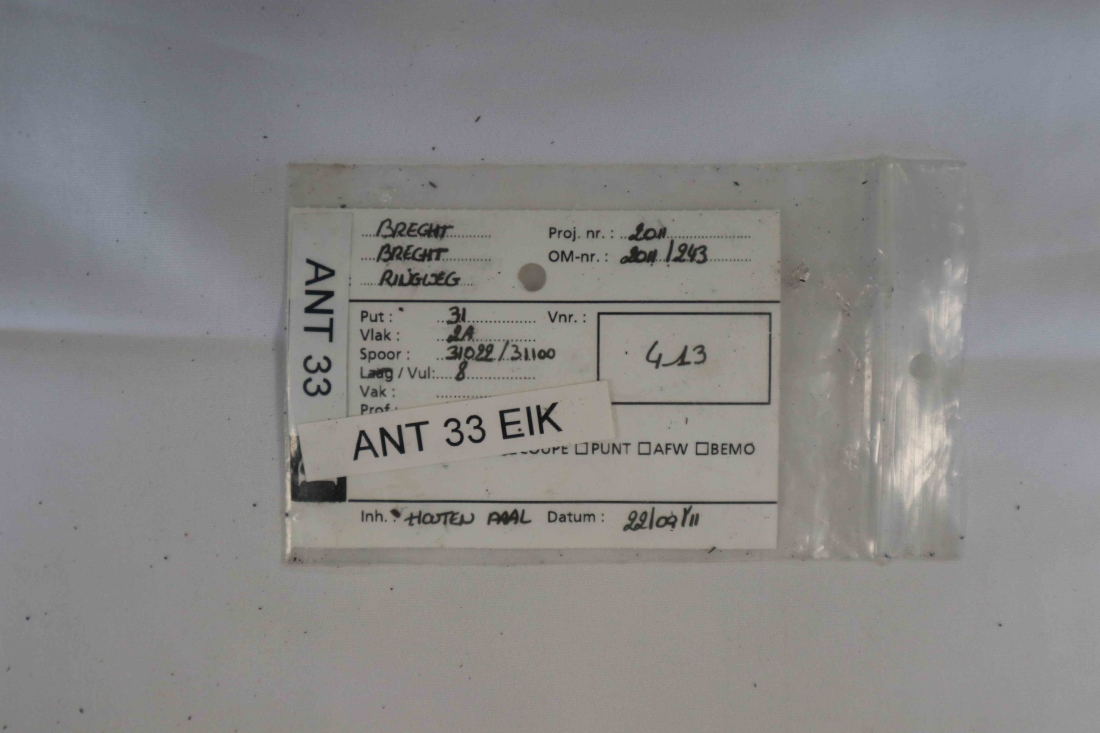 BRECHT
BRECHT
RINGWEG
Proj. nr. : 2011
OM-nr. : 2011/243
ANT 33
Put : 31
Vlak : 2A
Spoor : 31022/31100
Laag / Vul: 8
Vak :
Prof.
Vnr. :
413
ANT 33 EIK
COUPE ☐PUNT ☐AFW ☐BEMO
Inh. : HOUTEN PAAL
Datum : 22/09/11